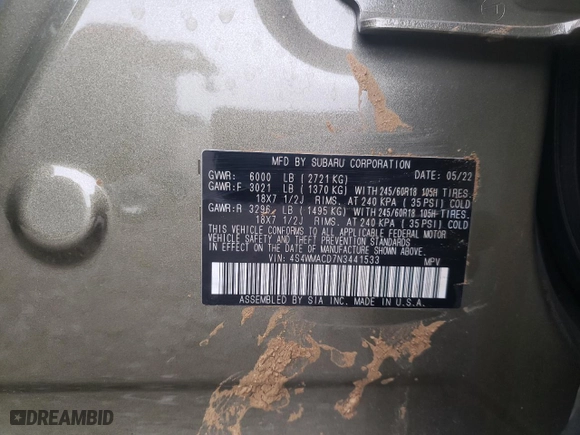 MFD BY SUBARU CORPORATION
GVWR: 6000 LB (2721 KG) DATE: 05/22
GAWR:F 3021 LB (1370 KG) WITH 245/60R18 105H TIRES.
18X7 1/2J RIMS. AT 240 KPA (35 PSI) COLD
GAWR:R 3296 LB (1495 KG) WITH 245/60R18 105H TIRES.
18X7 1/2J RIMS. AT 240 KPA (35 PSI) COLD
THIS VEHICLE CONFORMS TO ALL APPLICABLE FEDERAL MOTOR
VEHICLE SAFETY AND THEFT PREVENTION STANDARDS
IN EFFECT ON THE DATE OF MANUFACTURE SHOWN ABOVE.
VIN: 4S4WMACD7N3441533 MPV
ASSEMBLED BY SIA INC. MADE IN U.S.A.
DREAMBID